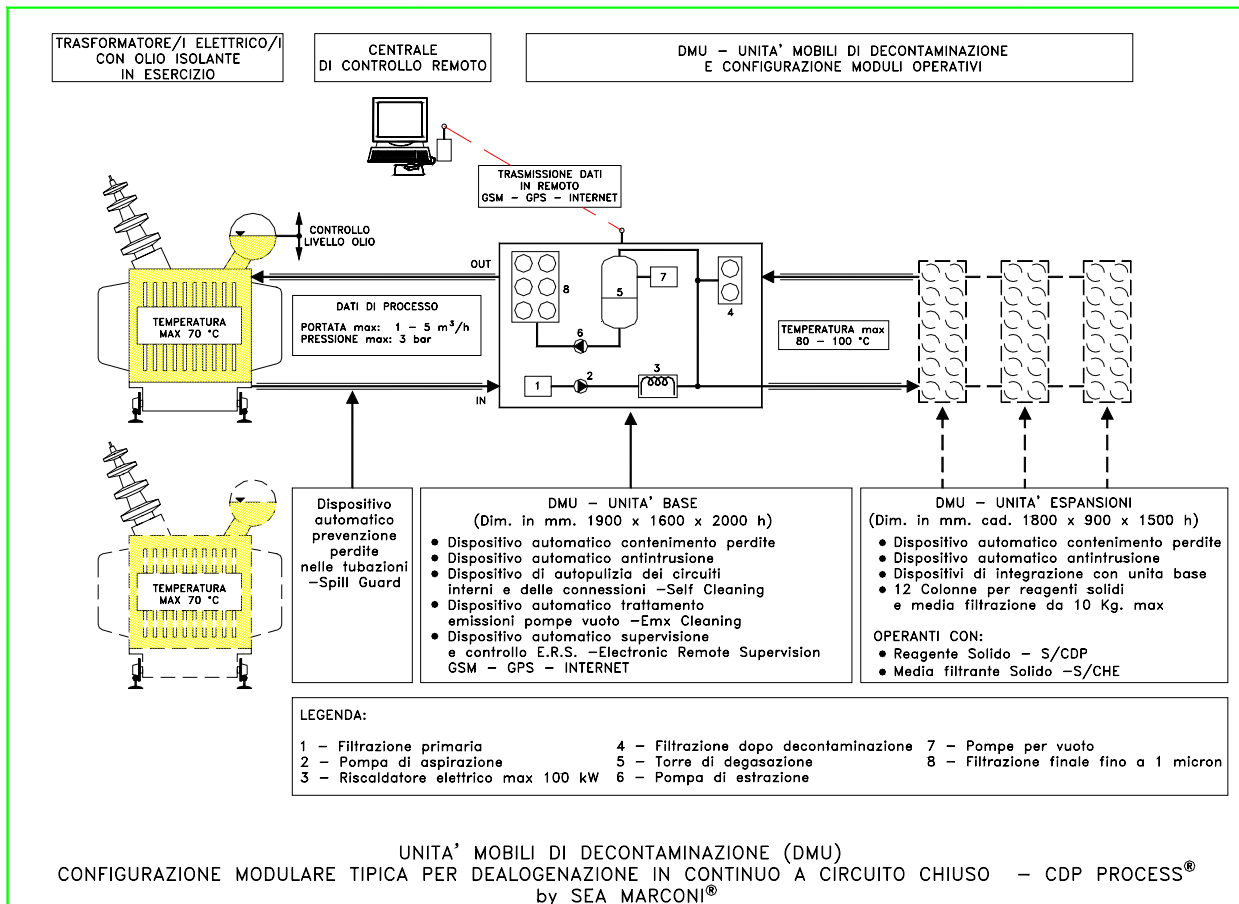 TRASFORMATORE/I ELETTRICO/I
CON OLIO ISOLANTE
IN ESERCIZIO
CENTRALE
DI CONTROLLO REMOTO
DMU – UNITA' MOBILI DI DECONTAMINAZIONE
E CONFIGURAZIONE MODULI OPERATIVI
TRASMISSIONE DATI
IN REMOTO
GSM – GPS – INTERNET
CONTROLLO
LIVELLO OLIO
TEMPERATURA
MAX 70 °C
OUT
DATI DI PROCESSO
PORTATA max: 1 – 5 m³/h
PRESSIONE max: 3 bar
IN
8
5
7
4
6
1
2
3
TEMPERATURA max
80 – 100 °C
TEMPERATURA
MAX 70 °C
Dispositivo
automatico
prevenzione
perdite
nelle tubazioni
–Spill Guard
DMU – UNITA' BASE
(Dim. in mm. 1900 x 1600 x 2000 h)
● Dispositivo automatico contenimento perdite
● Dispositivo automatico antintrusione
● Dispositivo di autopulizia dei circuiti
interni e delle connessioni –Self Cleaning
● Dispositivo automatico trattamento
emissioni pompe vuoto –Emx Cleaning
● Dispositivo automatico supervisione
e controllo E.R.S. –Electronic Remote Supervision
GSM – GPS – INTERNET
DMU – UNITA' ESPANSIONI
(Dim. in mm. cad. 1800 x 900 x 1500 h)
● Dispositivo automatico contenimento perdite
● Dispositivo automatico antintrusione
● Dispositivi di integrazione con unita base
● 12 Colonne per reagenti solidi
e media filtrazione da 10 Kg. max
OPERANTI CON:
● Reagente Solido – S/CDP
● Media filtrante Solido –S/CHE
LEGENDA:
1 – Filtrazione primaria
2 – Pompa di aspirazione
3 – Riscaldatore elettrico max 100 kW
4 – Filtrazione dopo decontaminazione
5 – Torre di degasazione
6 – Pompa di estrazione
7 – Pompe per vuoto
8 – Filtrazione finale fino a 1 micron
UNITA' MOBILI DI DECONTAMINAZIONE (DMU)
CONFIGURAZIONE MODULARE TIPICA PER DEALOGENAZIONE IN CONTINUO A CIRCUITO CHIUSO – CDP PROCESS®
by SEA MARCONI®